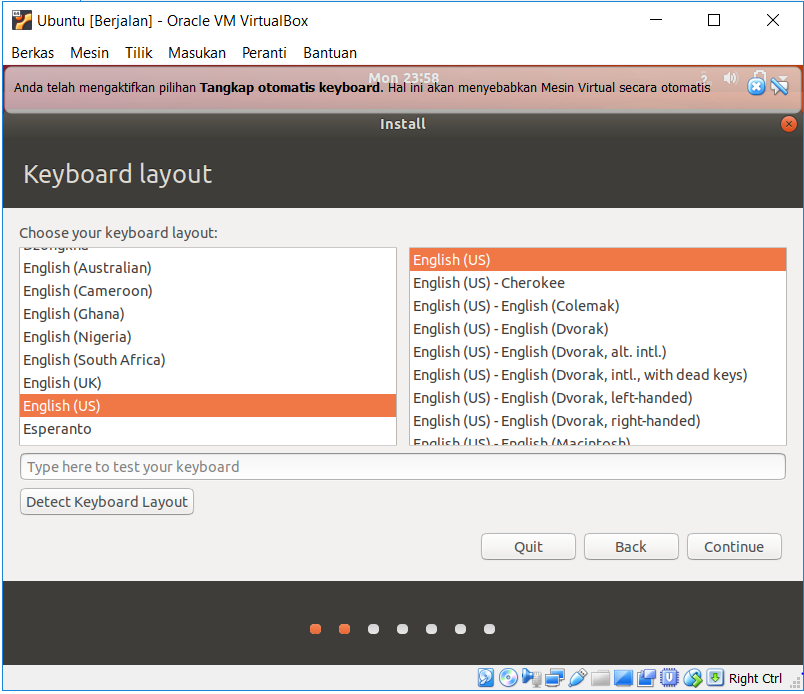 Ubuntu [Berjalan] - Oracle VM VirtualBox
Berkas Mesin Tilik Masukan Peranti Bantuan
Mon 23:58
Anda telah mengaktifkan pilihan Tangkap otomatis keyboard. Hal ini akan menyebabkan Mesin Virtual secara otomatis
Install
Keyboard layout
Choose your keyboard layout:
Dzongkha
English (Australian)
English (Cameroon)
English (Ghana)
English (Nigeria)
English (South Africa)
English (UK)
English (US)
Esperanto
English (US)
English (US) - Cherokee
English (US) - English (Colemak)
English (US) - English (Dvorak)
English (US) - English (Dvorak, alt. intl.)
English (US) - English (Dvorak, intl., with dead keys)
English (US) - English (Dvorak, left-handed)
English (US) - English (Dvorak, right-handed)
English (US) - English (Macintosh)
Type here to test your keyboard
Detect Keyboard Layout
Quit Back Continue
Right Ctrl